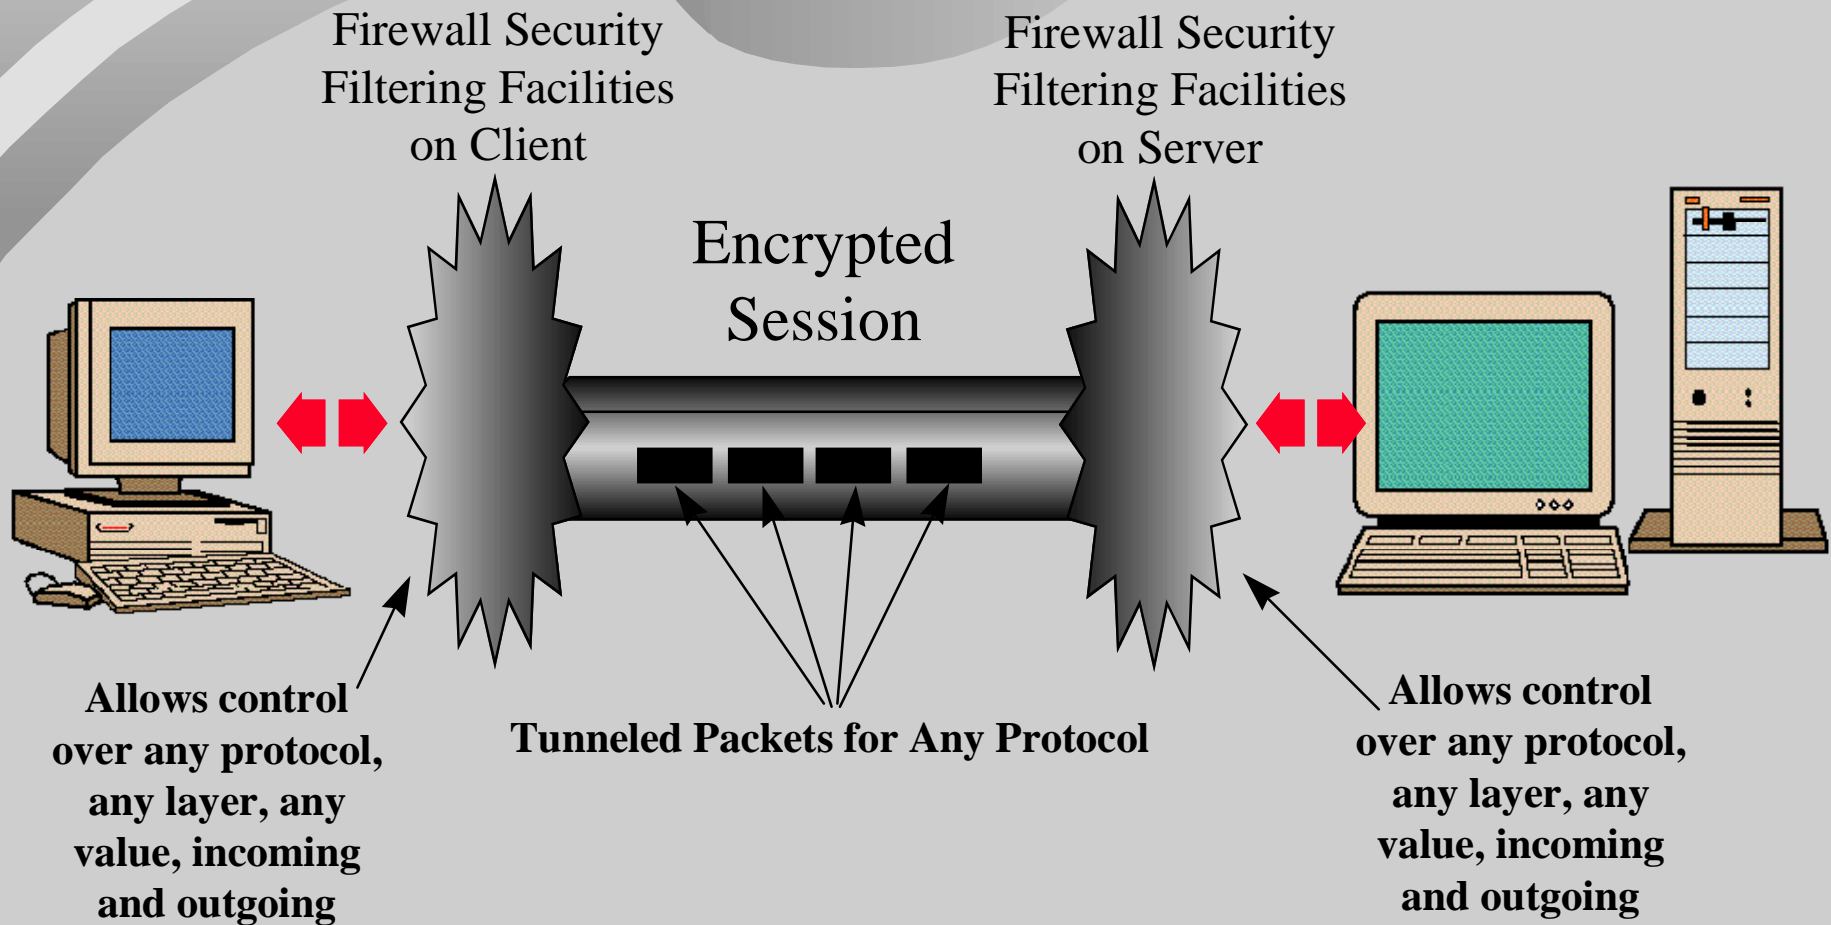 Firewall Security
Filtering Facilities
on Client
Firewall Security
Filtering Facilities
on Server
Encrypted
Session
Allows control
over any protocol,
any layer, any
value, incoming
and outgoing
Tunneled Packets for Any Protocol
Allows control
over any protocol,
any layer, any
value, incoming
and outgoing